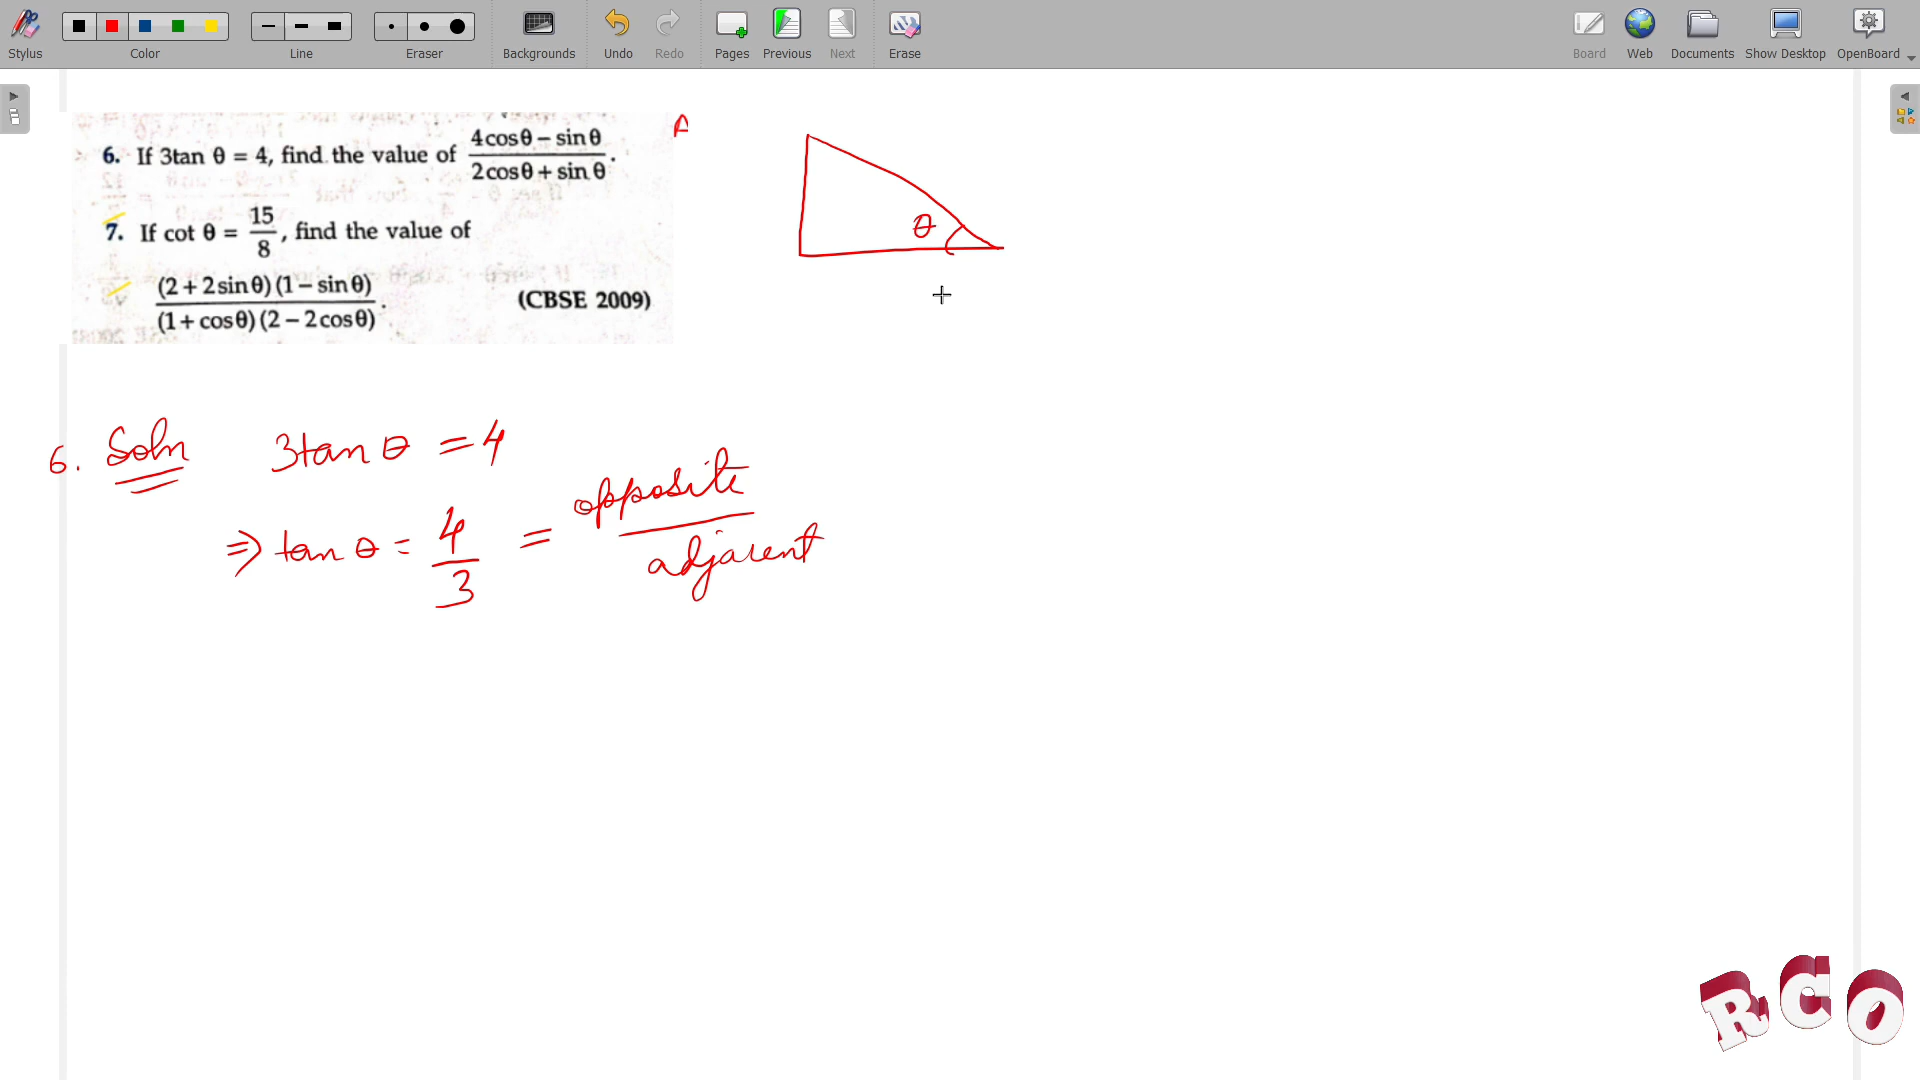 Stylus Color Line Eraser Backgrounds Undo Redo Pages Previous Next Erase Board Web Documents Show Desktop OpenBoard
A
6. If 3tan θ = 4, find the value of (4cosθ − sinθ)/(2cosθ + sinθ).
7. If cot θ = 15/8, find the value of
(2 + 2sinθ)(1 − sinθ)/(1 + cosθ)(2 − 2cosθ).
(CBSE 2009)
θ
6. Soln 3tan θ = 4
⇒ tan θ = 4/3 = opposite/adjacent
RCO